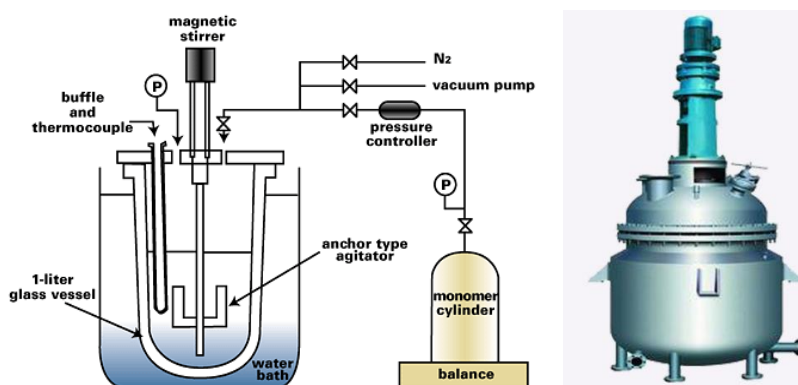 magnetic
stirrer
N₂
vacuum pump
P
buffle
and
thermocouple
pressure
controller
P
anchor type
agitator
1-liter
glass vessel
monomer
cylinder
water
bath
balance